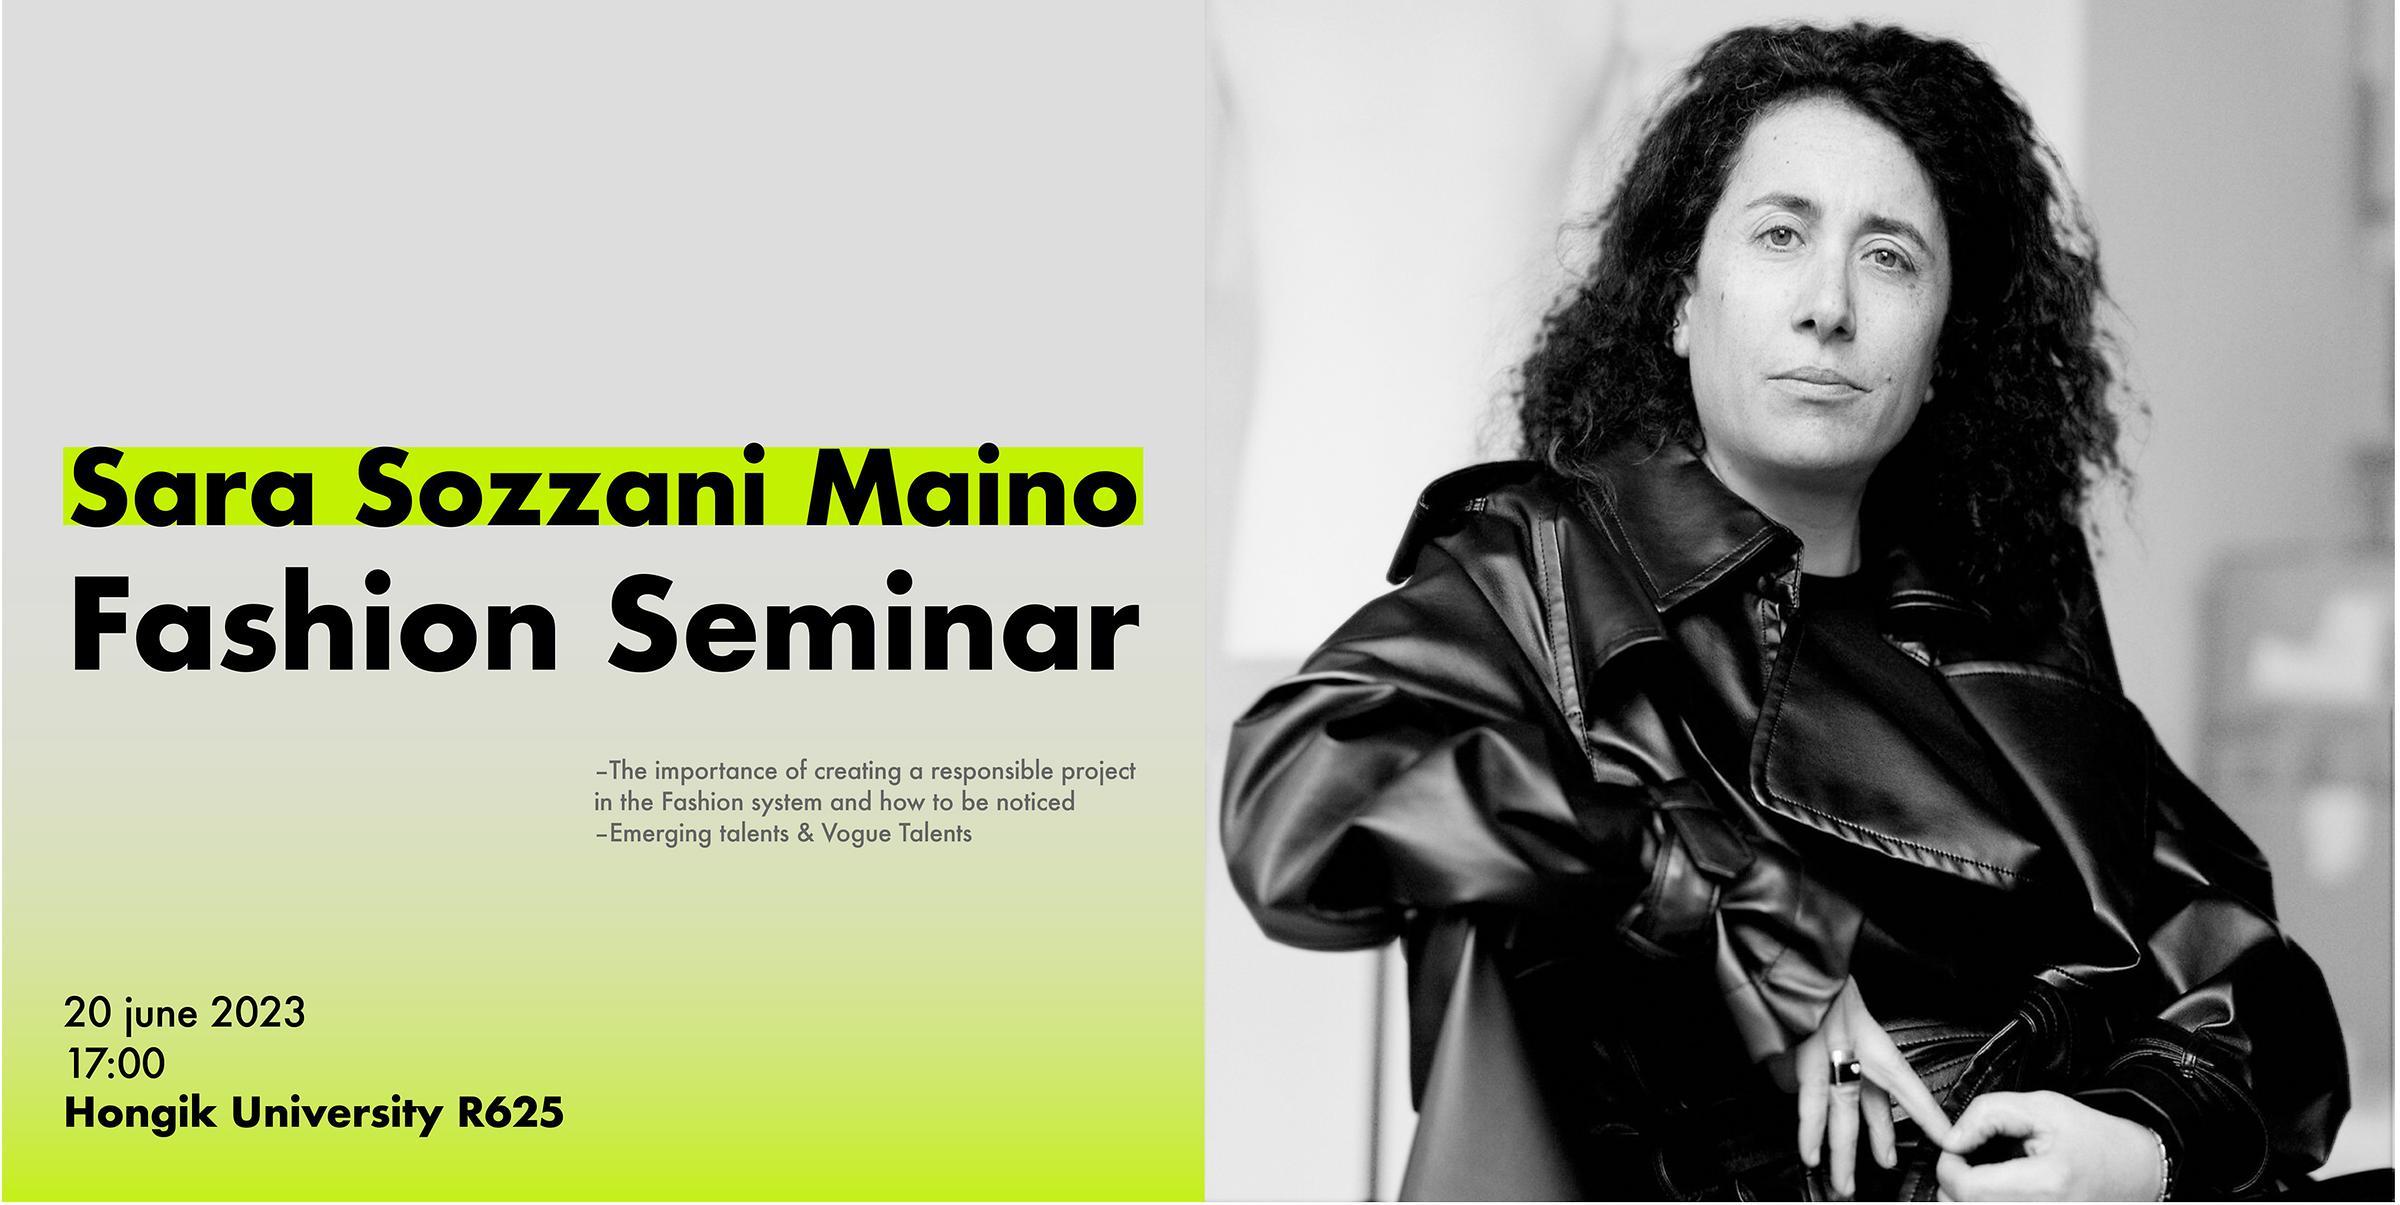 Sara Sozzani Maino
Fashion Seminar
–The importance of creating a responsible project
in the Fashion system and how to be noticed
–Emerging talents & Vogue Talents
20 june 2023
17:00
Hongik University R625